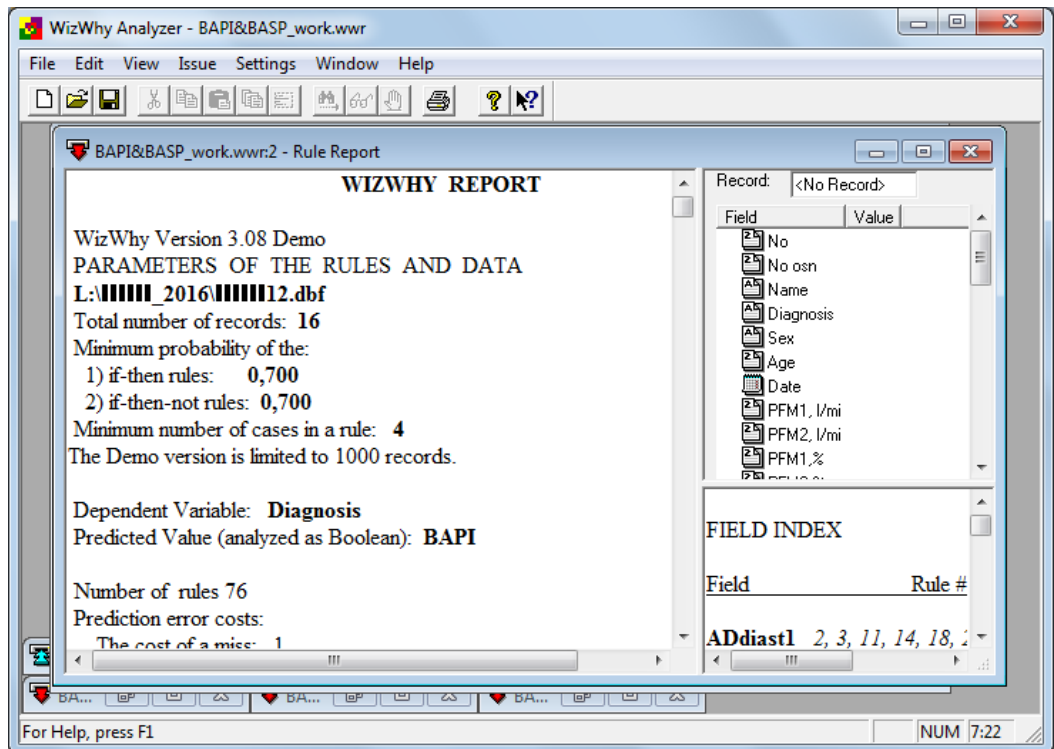 WizWhy Analyzer - BAPI&BASP_work.wwr
File Edit View Issue Settings Window Help
BAPI&BASP_work.wwr:2 - Rule Report
WIZWHY REPORT
WizWhy Version 3.08 Demo
PARAMETERS OF THE RULES AND DATA
L:\▌▌▌▌▌▌_2016\▌▌▌▌▌▌12.dbf
Total number of records: 16
Minimum probability of the:
1) if-then rules: 0,700
2) if-then-not rules: 0,700
Minimum number of cases in a rule: 4
The Demo version is limited to 1000 records.
Dependent Variable: Diagnosis
Predicted Value (analyzed as Boolean): BAPI
Number of rules 76
Prediction error costs:
The cost of a miss: 1
Record: <No Record>
Field Value
No
No osn
Name
Diagnosis
Sex
Age
Date
PFM1, l/mi
PFM2, l/mi
PFM1,%
FIELD INDEX
Field Rule #
ADdiast1 2, 3, 11, 14, 18,
BA... BA... BA...
For Help, press F1
NUM 7:22